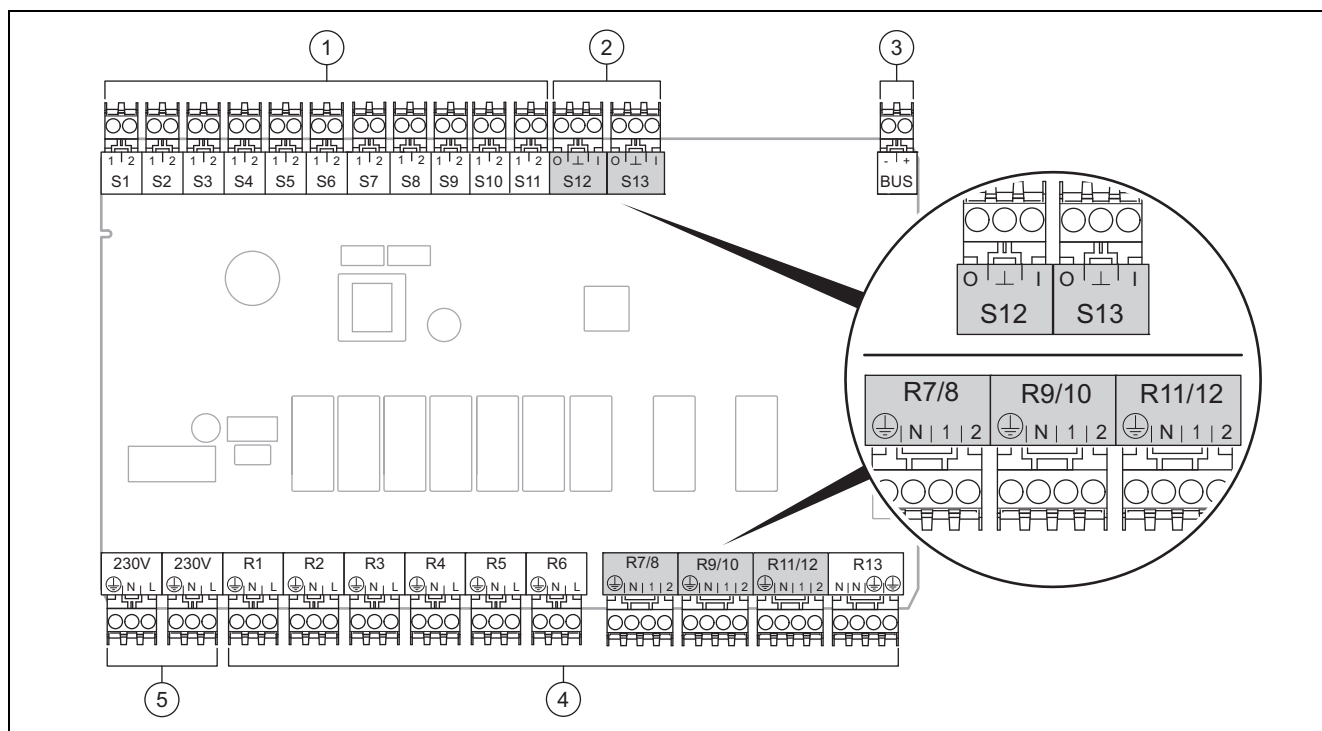 1 2 3
1 2 1 2 1 2 1 2 1 2 1 2 1 2 1 2 1 2 1 2 1 2 O ⊥ I O ⊥ I - +
S1 S2 S3 S4 S5 S6 S7 S8 S9 S10 S11 S12 S13 BUS
O ⊥ I O ⊥ I
S12 S13
R7/8 R9/10 R11/12
⏚ N 1 2 ⏚ N 1 2 ⏚ N 1 2
230V 230V R1 R2 R3 R4 R5 R6 R7/8 R9/10 R11/12 R13
⏚ N L ⏚ N L ⏚ N L ⏚ N L ⏚ N L ⏚ N L ⏚ N L ⏚ N L ⏚ N 1 2 ⏚ N 1 2 ⏚ N 1 2 N N ⏚ ⏚
5 4